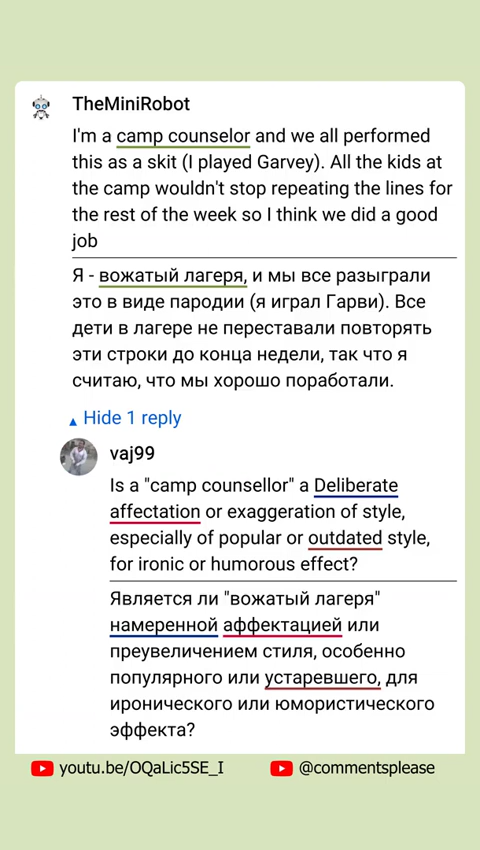 TheMiniRobot
I'm a camp counselor and we all performed
this as a skit (I played Garvey). All the kids at
the camp wouldn't stop repeating the lines for
the rest of the week so I think we did a good
job
Я - вожатый лагеря, и мы все разыграли
это в виде пародии (я играл Гарви). Все
дети в лагере не переставали повторять
эти строки до конца недели, так что я
считаю, что мы хорошо поработали.
▲ Hide 1 reply
vaj99
Is a "camp counsellor" a Deliberate
affectation or exaggeration of style,
especially of popular or outdated style,
for ironic or humorous effect?
Является ли "вожатый лагеря"
намеренной аффектацией или
преувеличением стиля, особенно
популярного или устаревшего, для
иронического или юмористического
эффекта?
youtu.be/OQaLic5SE_I @commentsplease